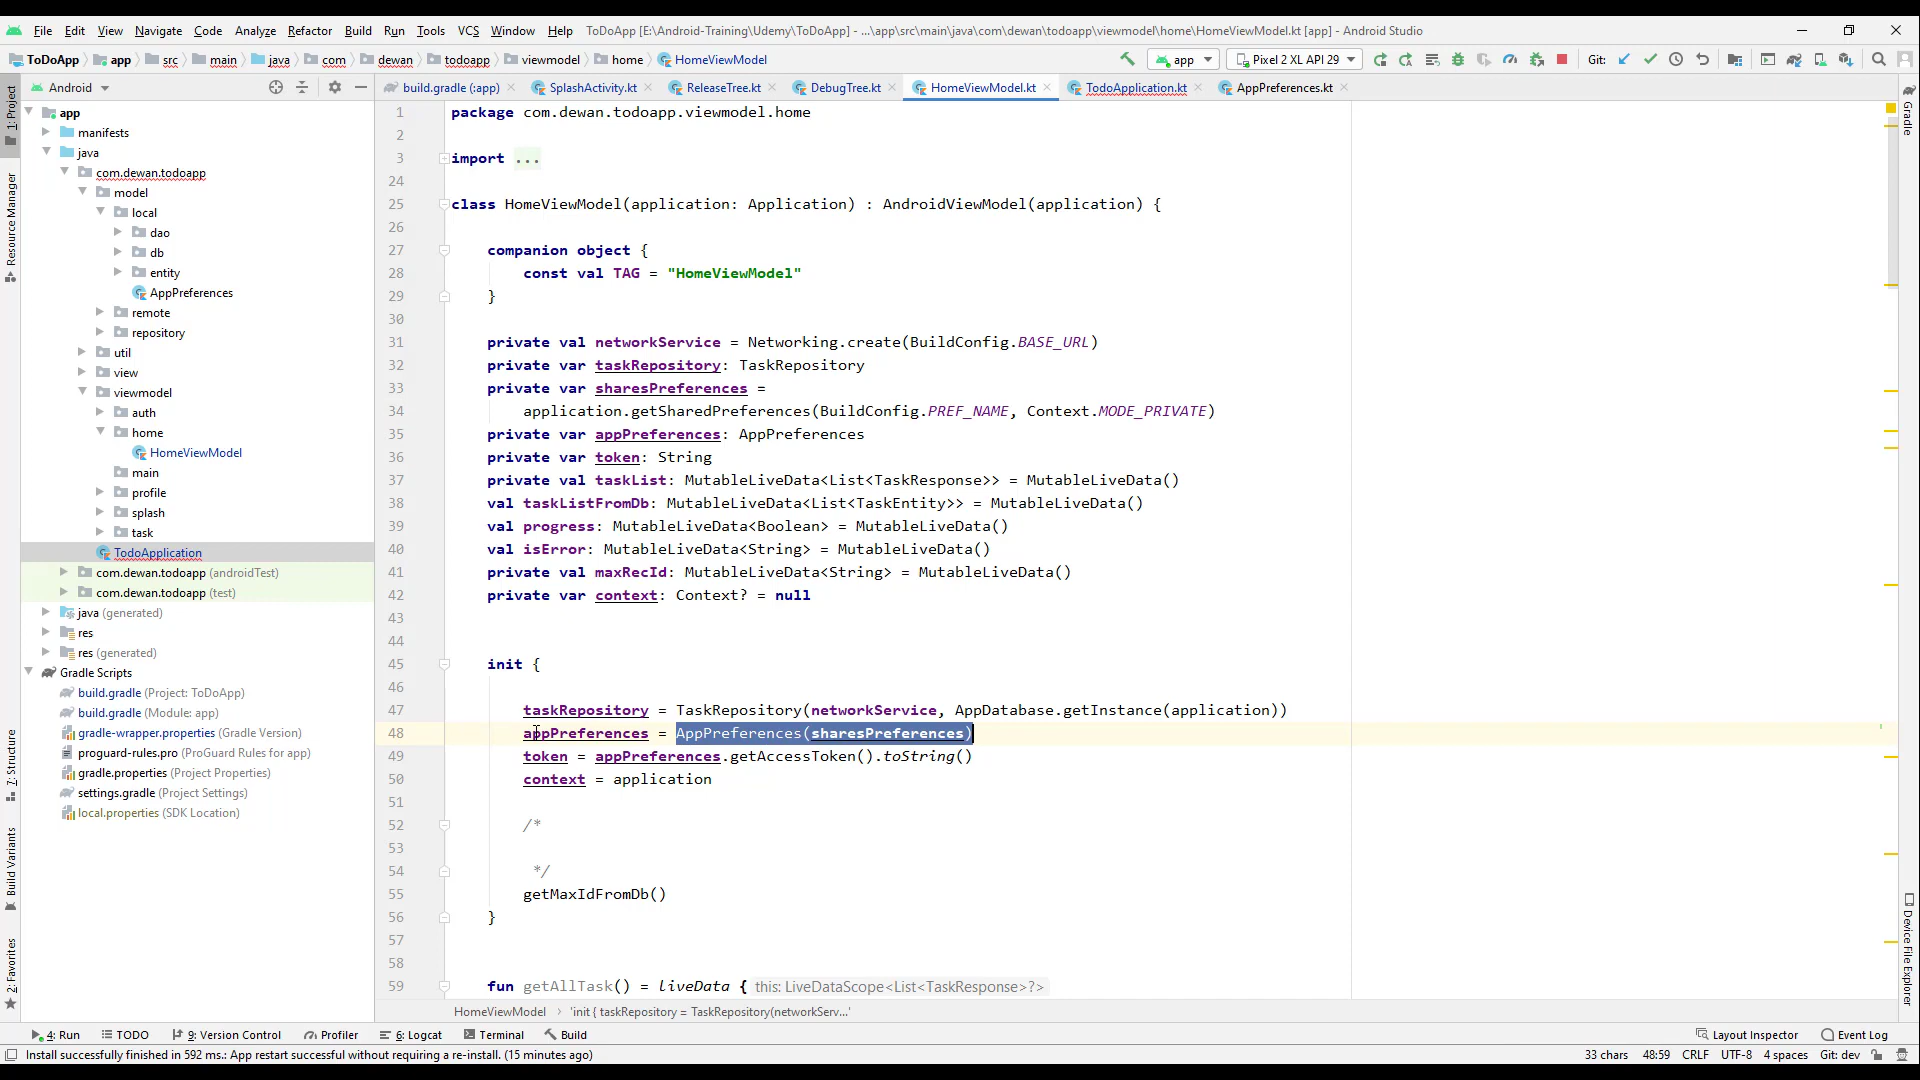 File Edit View Navigate Code Analyze Refactor Build Run Tools VCS Window Help ToDoApp [E:\Android-Training\Udemy\ToDoApp] - ...\app\src\main\java\com\dewan\todoapp\viewmodel\home\HomeViewModel.kt [app] - Android Studio
ToDoApp app src main java com dewan todoapp viewmodel home HomeViewModel app Pixel 2 XL API 29 Git:
Android build.gradle (:app) SplashActivity.kt ReleaseTree.kt DebugTree.kt HomeViewModel.kt TodoApplication.kt AppPreferences.kt
1: Project
Resource Manager
7: Structure
Build Variants
2: Favorites
app
manifests
java
com.dewan.todoapp
model
local
dao
db
entity
AppPreferences
remote
repository
util
view
viewmodel
auth
home
HomeViewModel
main
profile
splash
task
TodoApplication
com.dewan.todoapp (androidTest)
com.dewan.todoapp (test)
java (generated)
res
res (generated)
Gradle Scripts
build.gradle (Project: ToDoApp)
build.gradle (Module: app)
gradle-wrapper.properties (Gradle Version)
proguard-rules.pro (ProGuard Rules for app)
gradle.properties (Project Properties)
settings.gradle (Project Settings)
local.properties (SDK Location)
1 package com.dewan.todoapp.viewmodel.home
2
3 import ...
24
25 class HomeViewModel(application: Application) : AndroidViewModel(application) {
26
27 companion object {
28 const val TAG = "HomeViewModel"
29 }
30
31 private val networkService = Networking.create(BuildConfig.BASE_URL)
32 private var taskRepository: TaskRepository
33 private var sharesPreferences =
34 application.getSharedPreferences(BuildConfig.PREF_NAME, Context.MODE_PRIVATE)
35 private var appPreferences: AppPreferences
36 private var token: String
37 private val taskList: MutableLiveData<List<TaskResponse>> = MutableLiveData()
38 val taskListFromDb: MutableLiveData<List<TaskEntity>> = MutableLiveData()
39 val progress: MutableLiveData<Boolean> = MutableLiveData()
40 val isError: MutableLiveData<String> = MutableLiveData()
41 private val maxRecId: MutableLiveData<String> = MutableLiveData()
42 private var context: Context? = null
43
44
45 init {
46
47 taskRepository = TaskRepository(networkService, AppDatabase.getInstance(application))
48 appPreferences = AppPreferences(sharesPreferences)
49 token = appPreferences.getAccessToken().toString()
50 context = application
51
52 /*
53
54 */
55 getMaxIdFromDb()
56 }
57
58
59 fun getAllTask() = liveData { this: LiveDataScope<List<TaskResponse>?>
Gradle
Device File Explorer
HomeViewModel › 'init { taskRepository = TaskRepository(networkServ...'
4: Run TODO 9: Version Control Profiler 6: Logcat Terminal Build Layout Inspector Event Log
Install successfully finished in 592 ms.: App restart successful without requiring a re-install. (15 minutes ago) 33 chars 48:59 CRLF UTF-8 4 spaces Git: dev